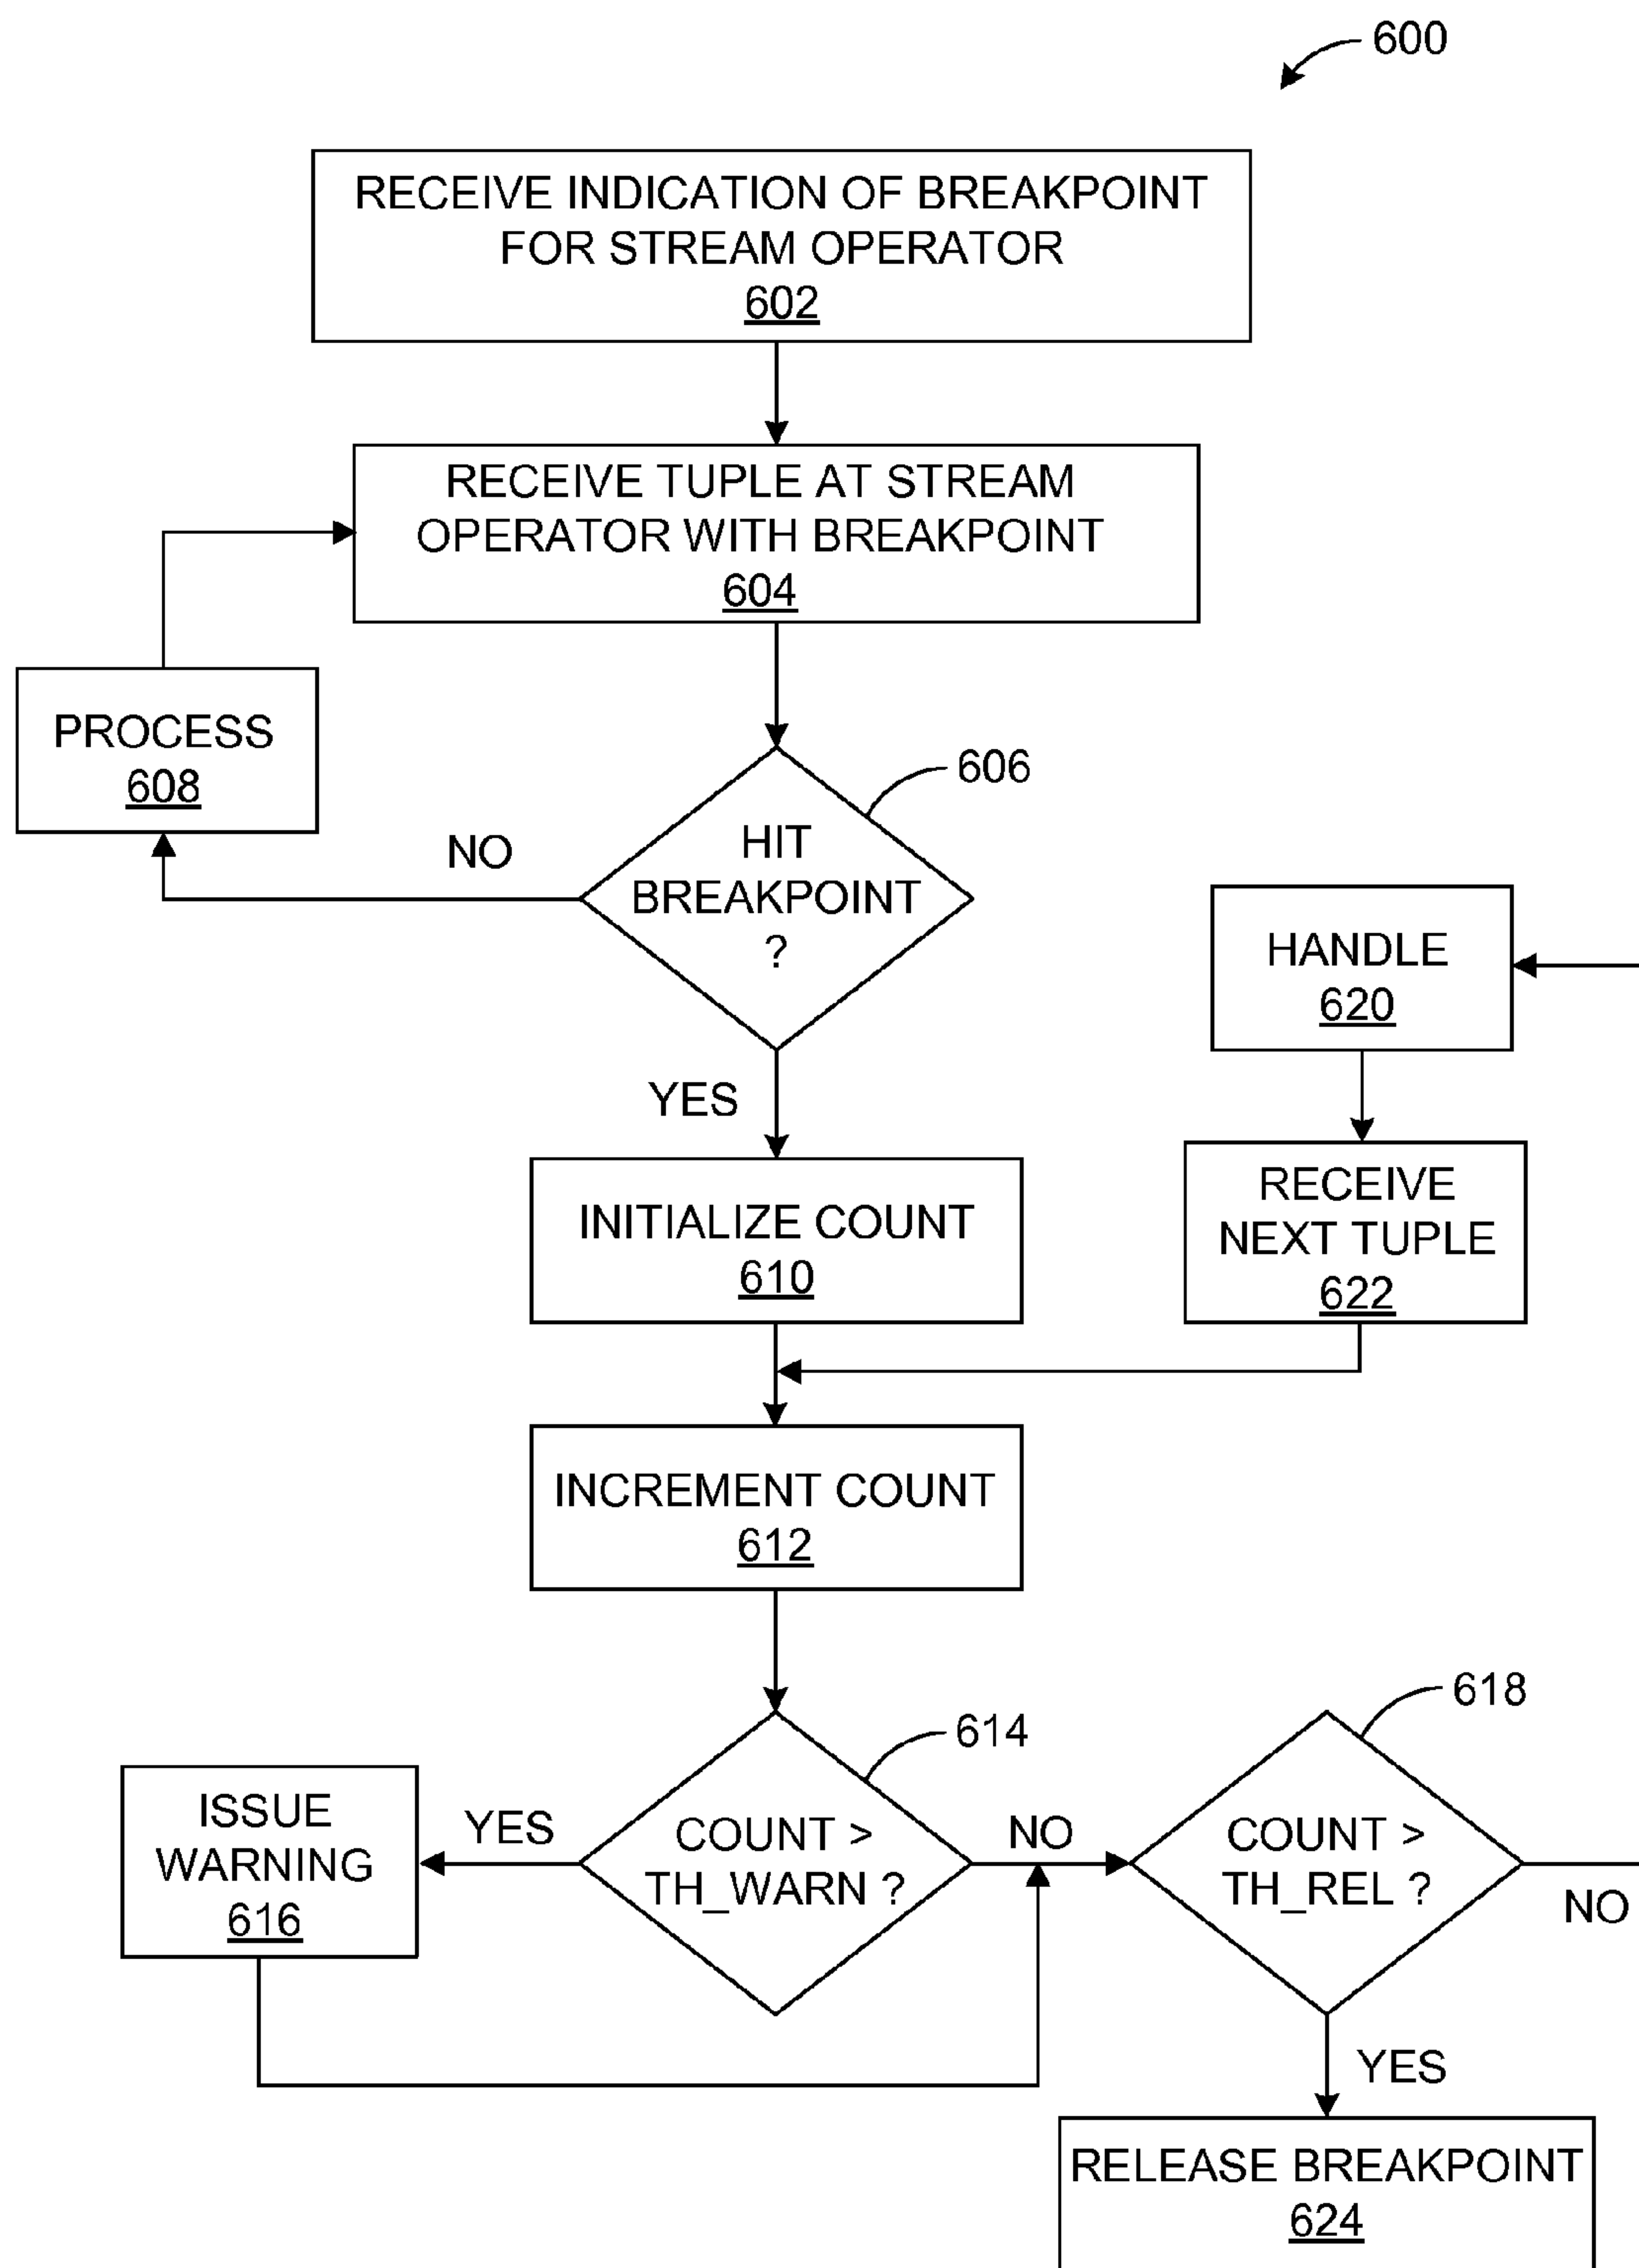 600
RECEIVE INDICATION OF BREAKPOINT
FOR STREAM OPERATOR
602
RECEIVE TUPLE AT STREAM
OPERATOR WITH BREAKPOINT
604
PROCESS
608
606
NO
HIT
BREAKPOINT
?
HANDLE
620
YES
RECEIVE
NEXT TUPLE
622
INITIALIZE COUNT
610
INCREMENT COUNT
612
618
614
ISSUE
WARNING
616
YES
COUNT >
TH_WARN ?
NO
COUNT >
TH_REL ?
NO
YES
RELEASE BREAKPOINT
624